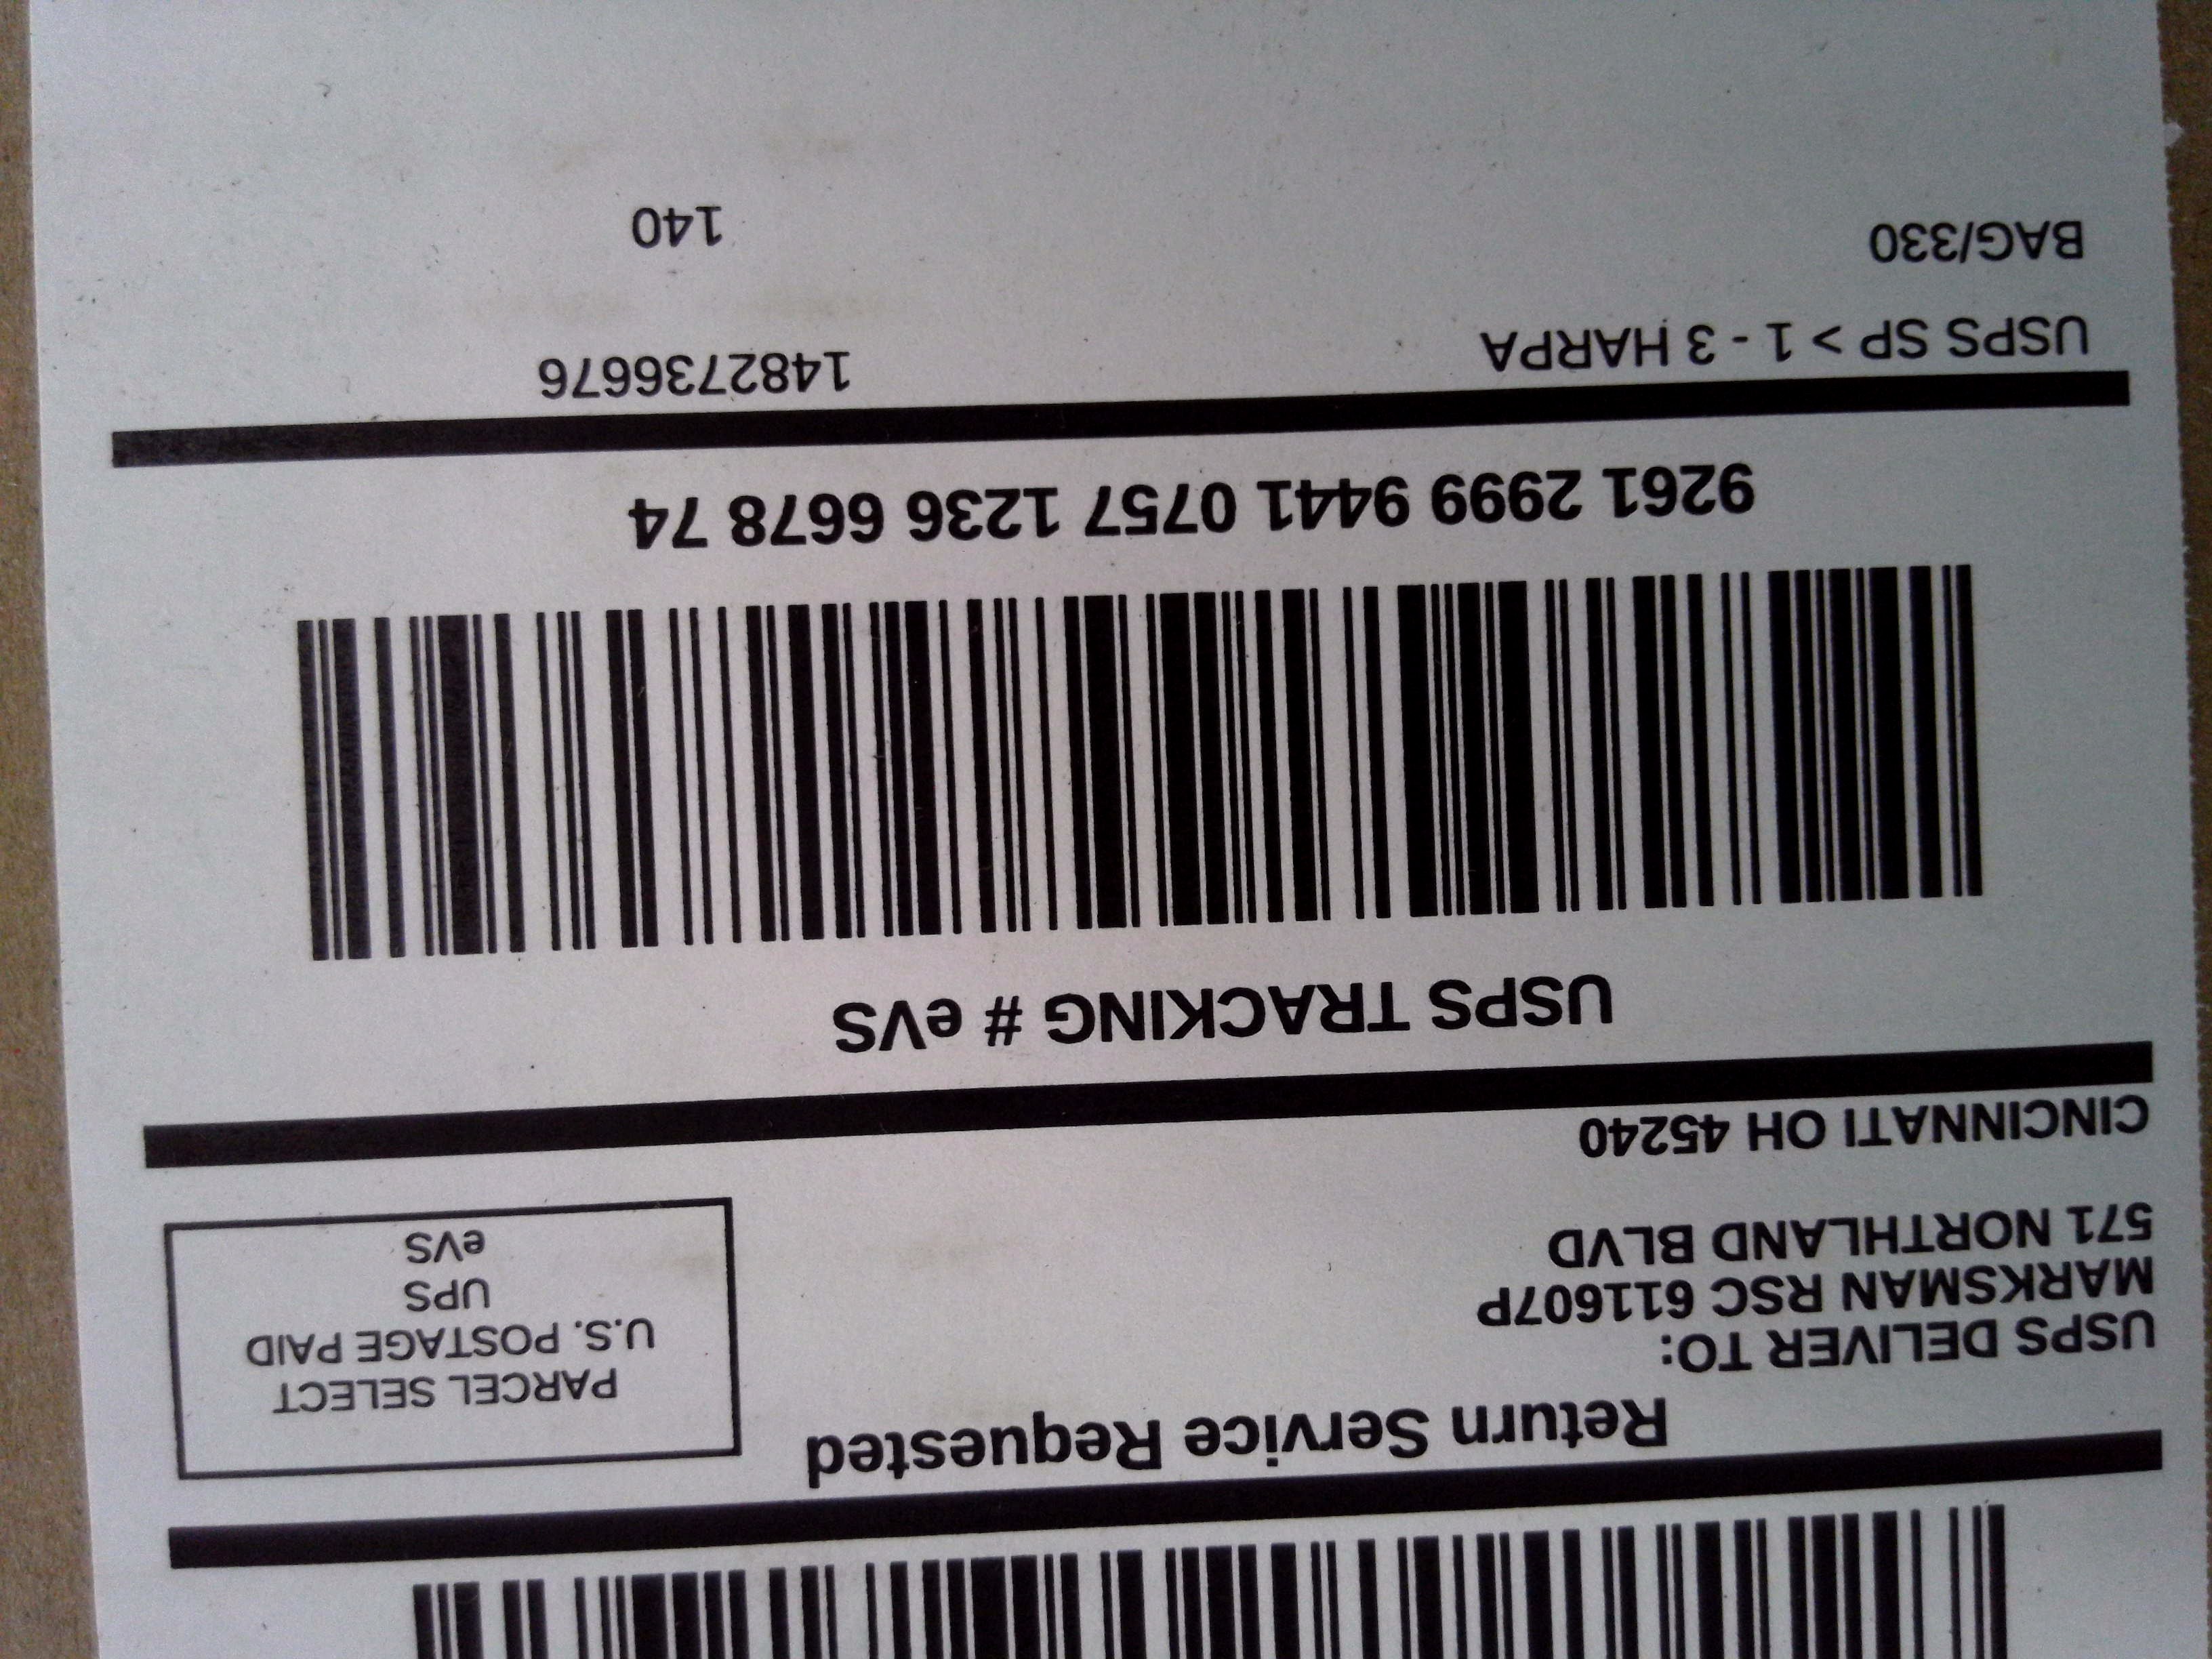 Return Service Requested
USPS DELIVER TO:
MARKSMAN RSC 611607P
571 NORTHLAND BLVD
CINCINNATI OH 45240
PARCEL SELECT
U.S. POSTAGE PAID
UPS
eVS
USPS TRACKING # eVS
9261 2999 9441 0757 1236 6678 74
USPS SP > 1 - 3 HARPA
1482736676
BAG/330
140